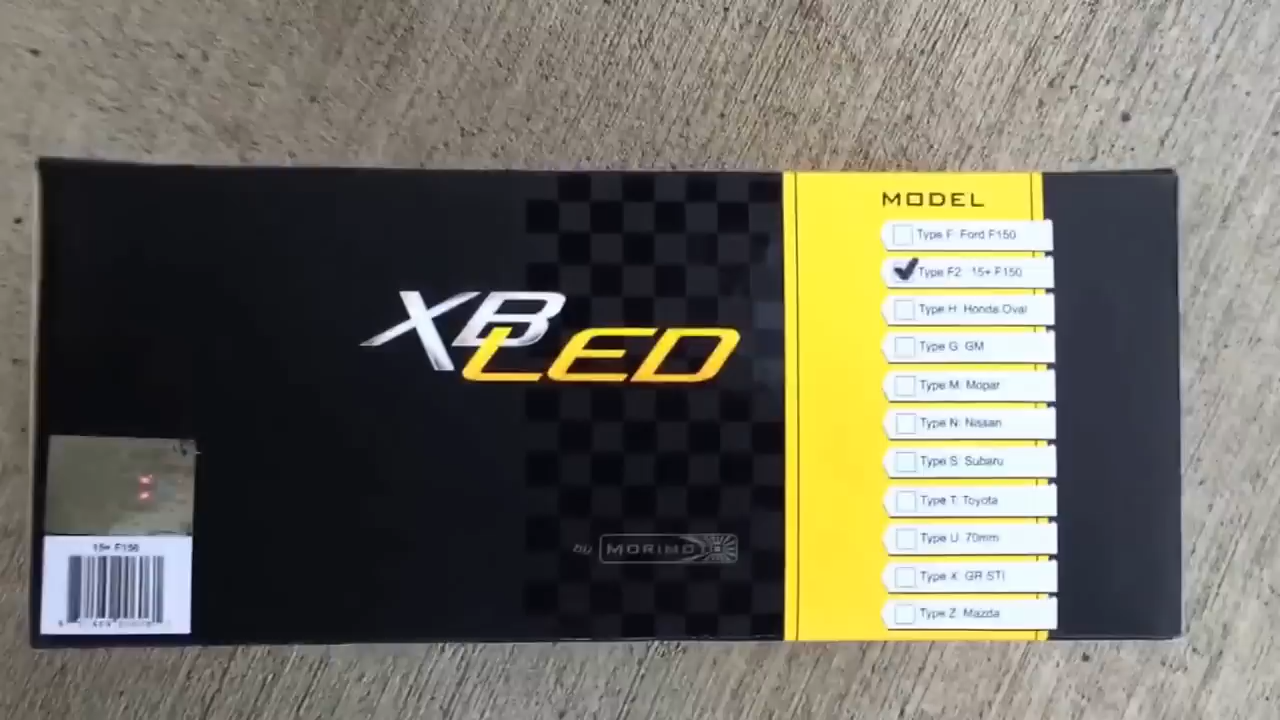 XB
LED
by MORIMOTO
15+ F150
MODEL
Type F: Ford F150
Type F2: 15+ F150
Type H: Honda Oval
Type G: GM
Type M: Mopar
Type N: Nissan
Type S: Subaru
Type T: Toyota
Type U: 70mm
Type X: GR STI
Type Z: Mazda